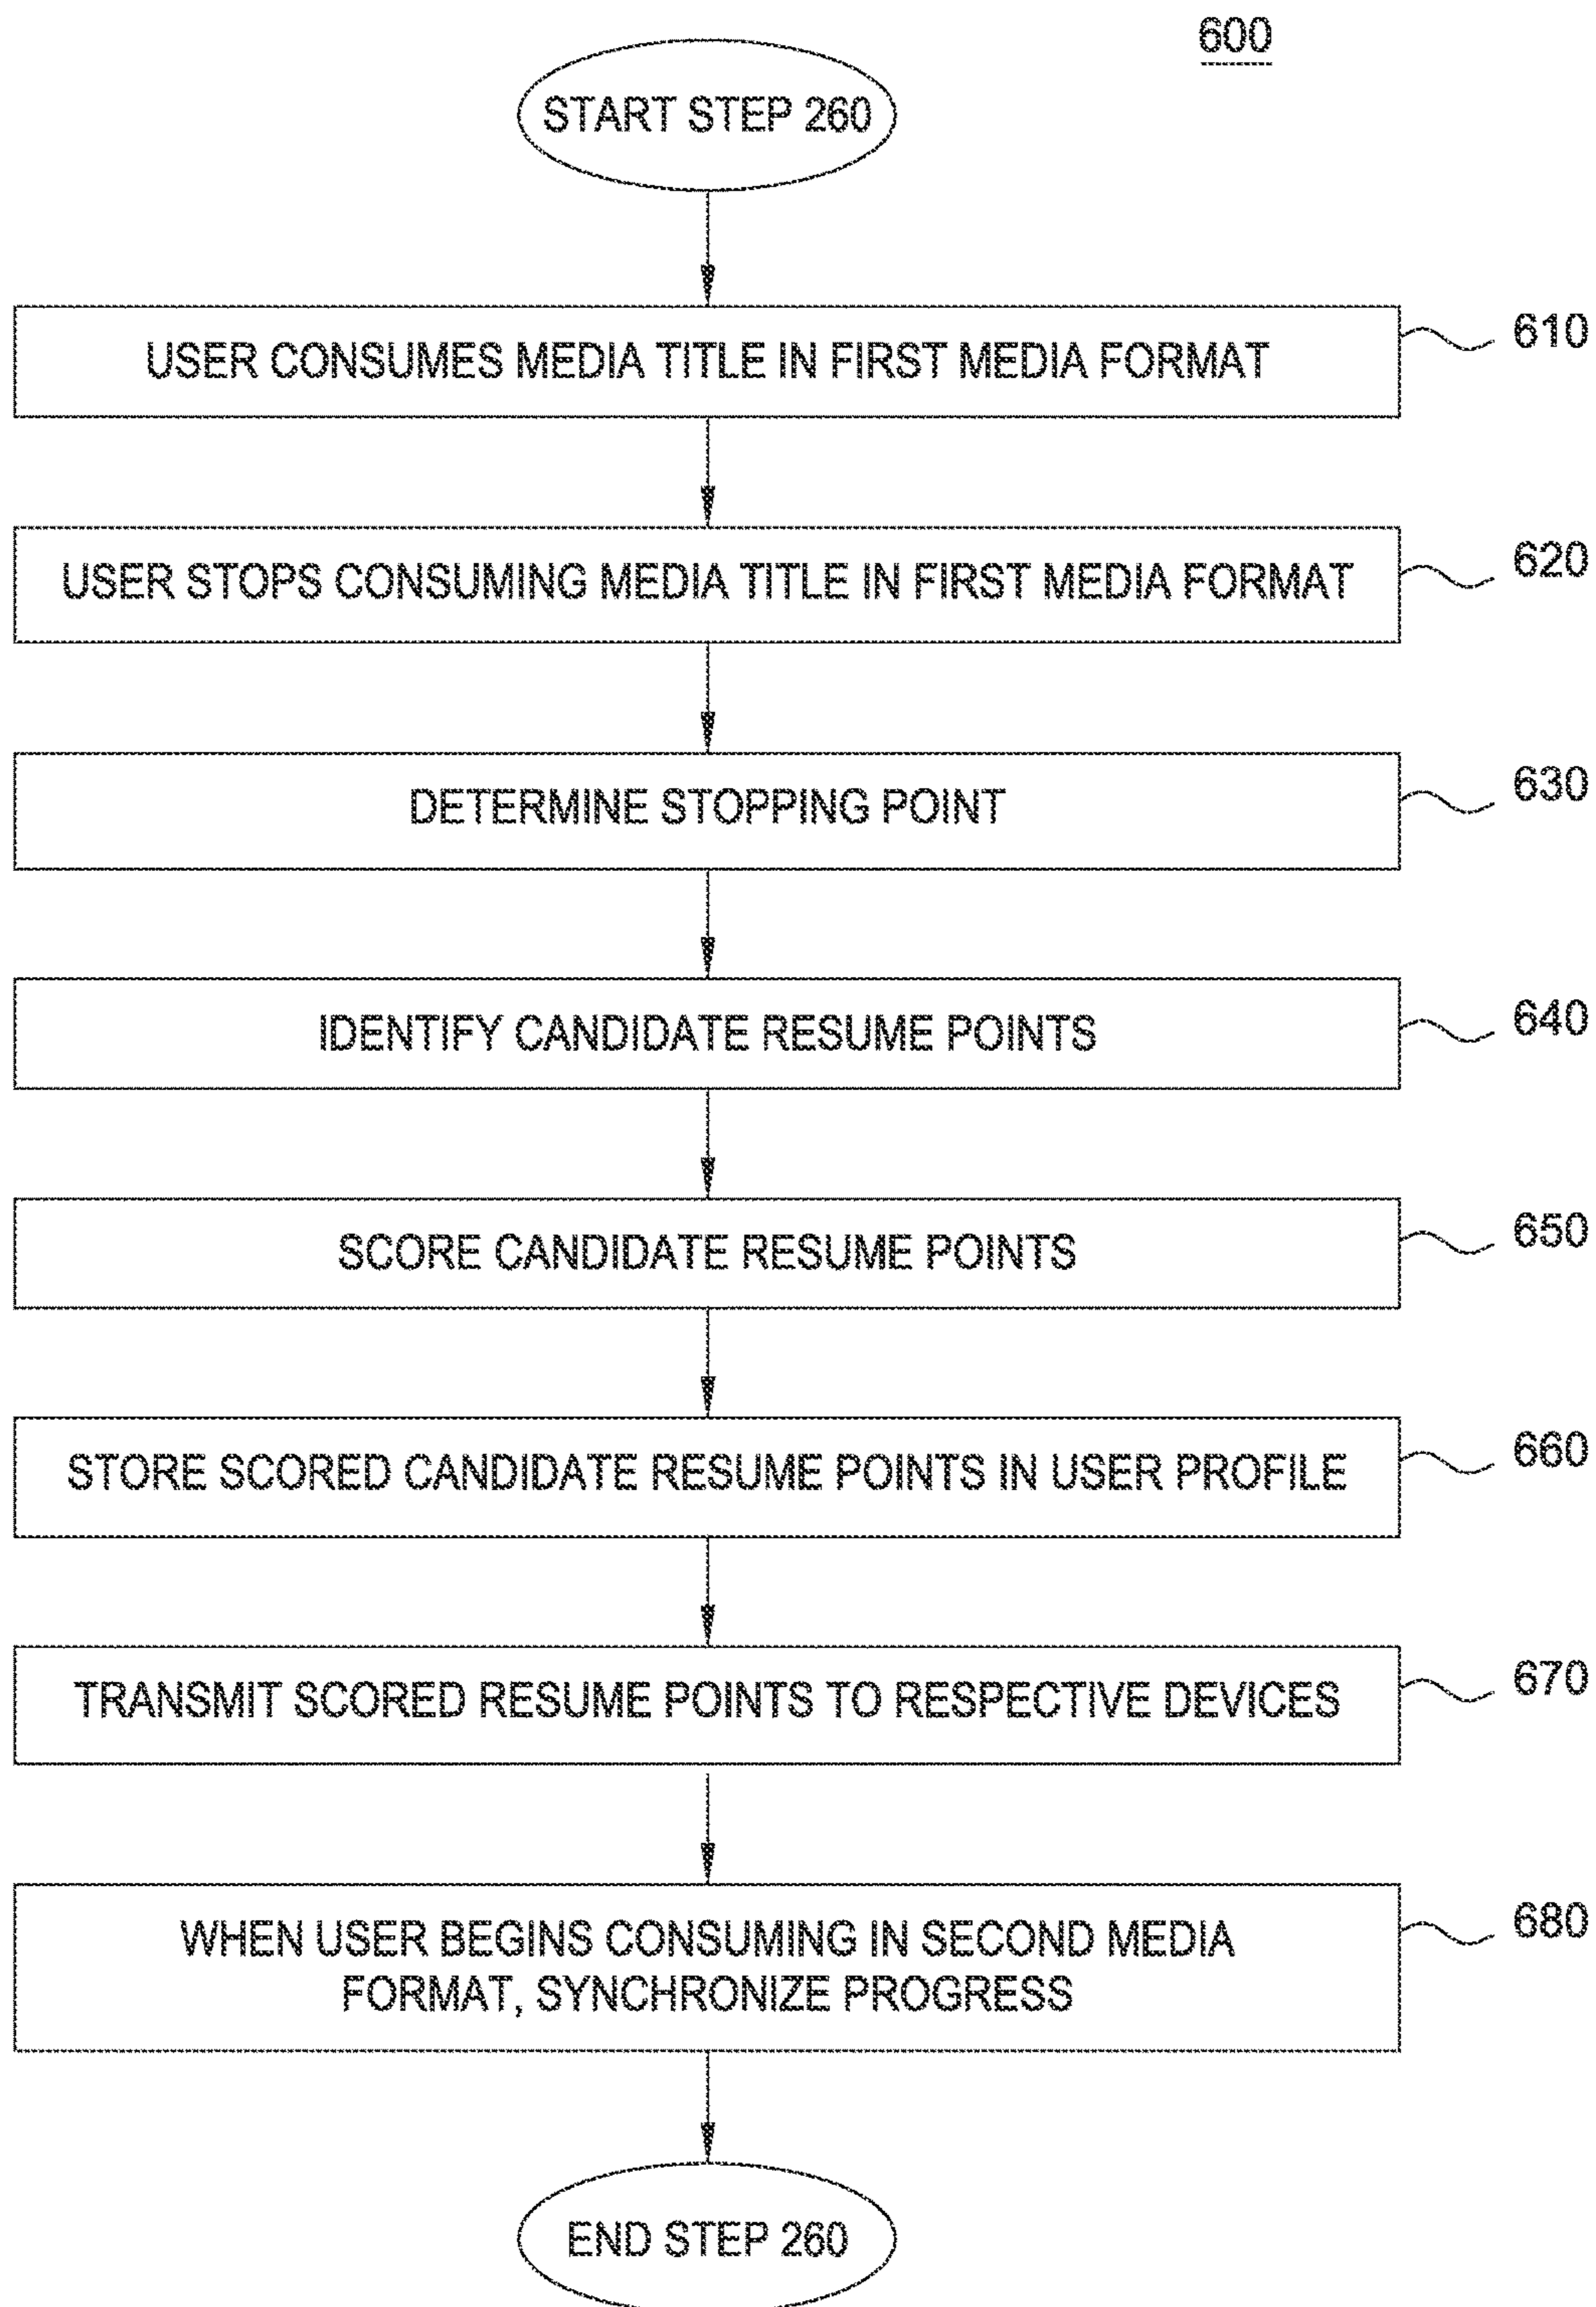 600
START STEP 260
USER CONSUMES MEDIA TITLE IN FIRST MEDIA FORMAT
610
USER STOPS CONSUMING MEDIA TITLE IN FIRST MEDIA FORMAT
620
DETERMINE STOPPING POINT
630
IDENTIFY CANDIDATE RESUME POINTS
640
SCORE CANDIDATE RESUME POINTS
650
STORE SCORED CANDIDATE RESUME POINTS IN USER PROFILE
660
TRANSMIT SCORED RESUME POINTS TO RESPECTIVE DEVICES
670
WHEN USER BEGINS CONSUMING IN SECOND MEDIA
FORMAT, SYNCHRONIZE PROGRESS
680
END STEP 260